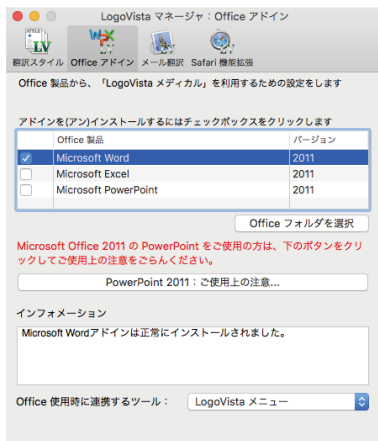 LogoVista マネージャ：Office アドイン
翻訳スタイル Office アドイン メール翻訳 Safari 機能拡張
Office 製品から、「LogoVista メディカル」を利用するための設定をします
アドインを(アン)インストールするにはチェックボックスをクリックします
Office 製品 バージョン
Microsoft Word 2011
Microsoft Excel 2011
Microsoft PowerPoint 2011
Office フォルダを選択
Microsoft Office 2011 の PowerPoint をご使用の方は、下のボタンをクリ
ックしてご使用上の注意をごらんください。
PowerPoint 2011：ご使用上の注意...
インフォメーション
Microsoft Wordアドインは正常にインストールされました。
Office 使用時に連携するツール： LogoVista メニュー